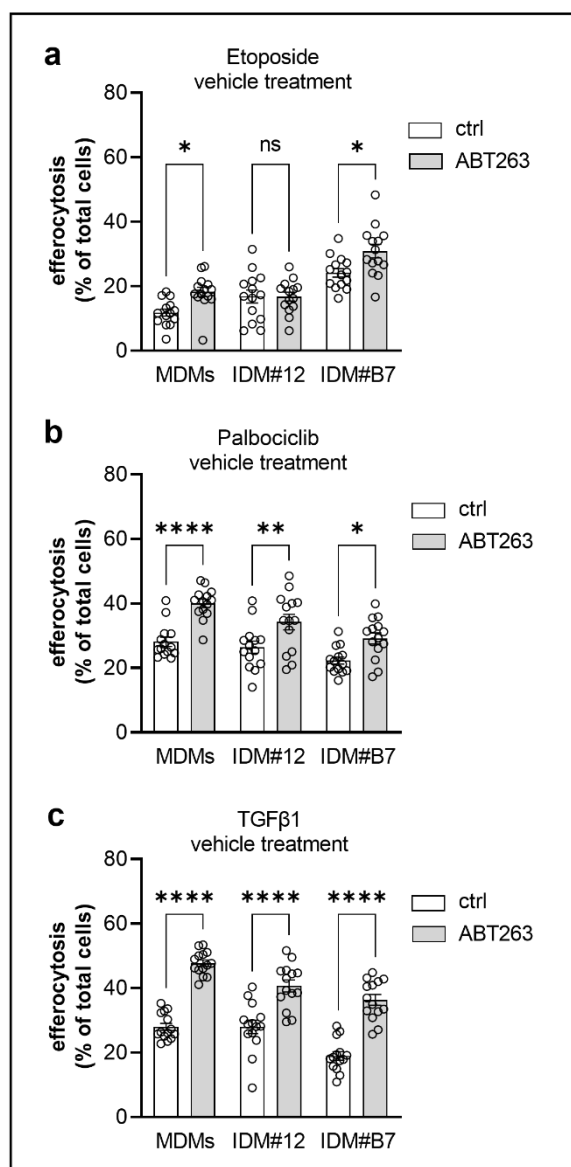 a
Etoposide
vehicle treatment
80
60
40
20
0
efferocytosis
(% of total cells)
* ns *
ctrl
ABT263
MDMs IDM#12 IDM#B7
b
Palbociclib
vehicle treatment
80
60
40
20
0
efferocytosis
(% of total cells)
**** ** *
ctrl
ABT263
MDMs IDM#12 IDM#B7
c
TGFβ1
vehicle treatment
80
60
40
20
0
efferocytosis
(% of total cells)
**** **** ****
ctrl
ABT263
MDMs IDM#12 IDM#B7